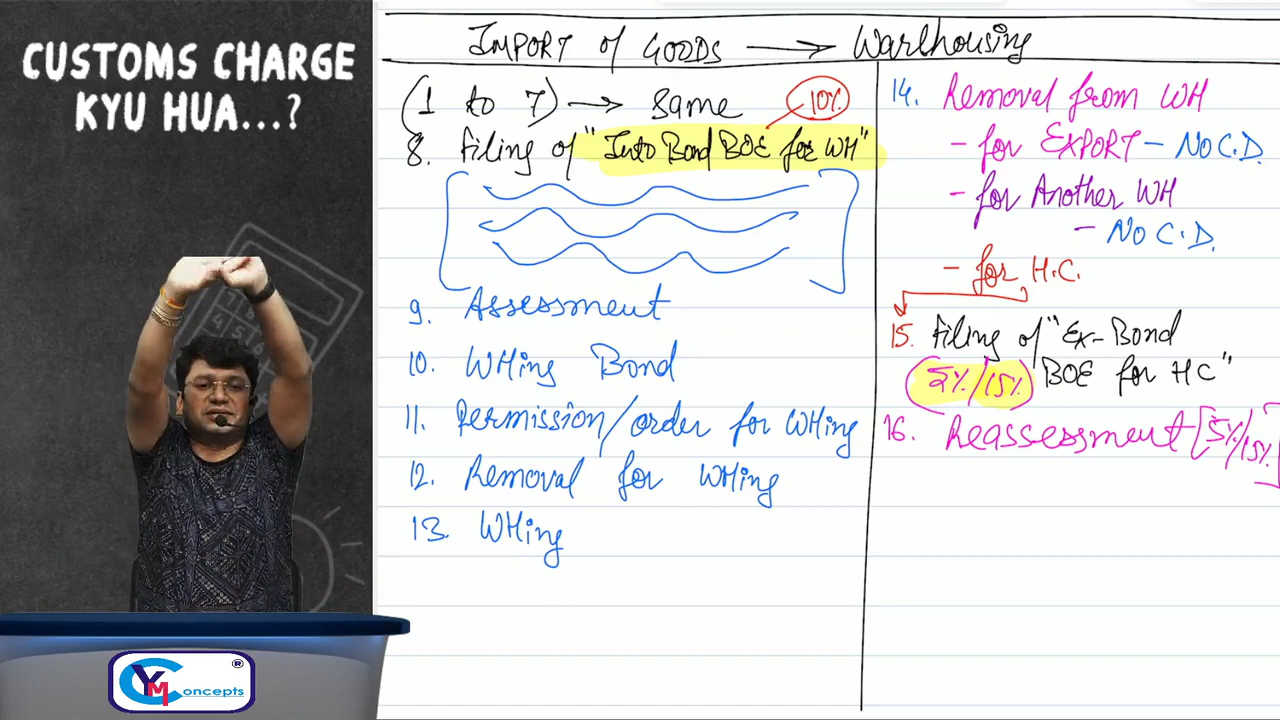 CUSTOMS CHARGE
KYU HUA...?
IMPORT of GOODS → Warehousing
(1 to 7) → Same 10%
8. Filing of "Into Bond BOE for WH"
9. Assessment
10. WHing Bond
11. Permission/order for WHing
12. Removal for WHing
13. WHing
14. Removal from WH
- for EXPORT - NO C.D.
- for Another WH
- NO C.D.
- for H.C.
15. Filing of "Ex-Bond
5%/15% BOE for HC"
16. Reassessment [5%/15%]
CYM Concepts ®